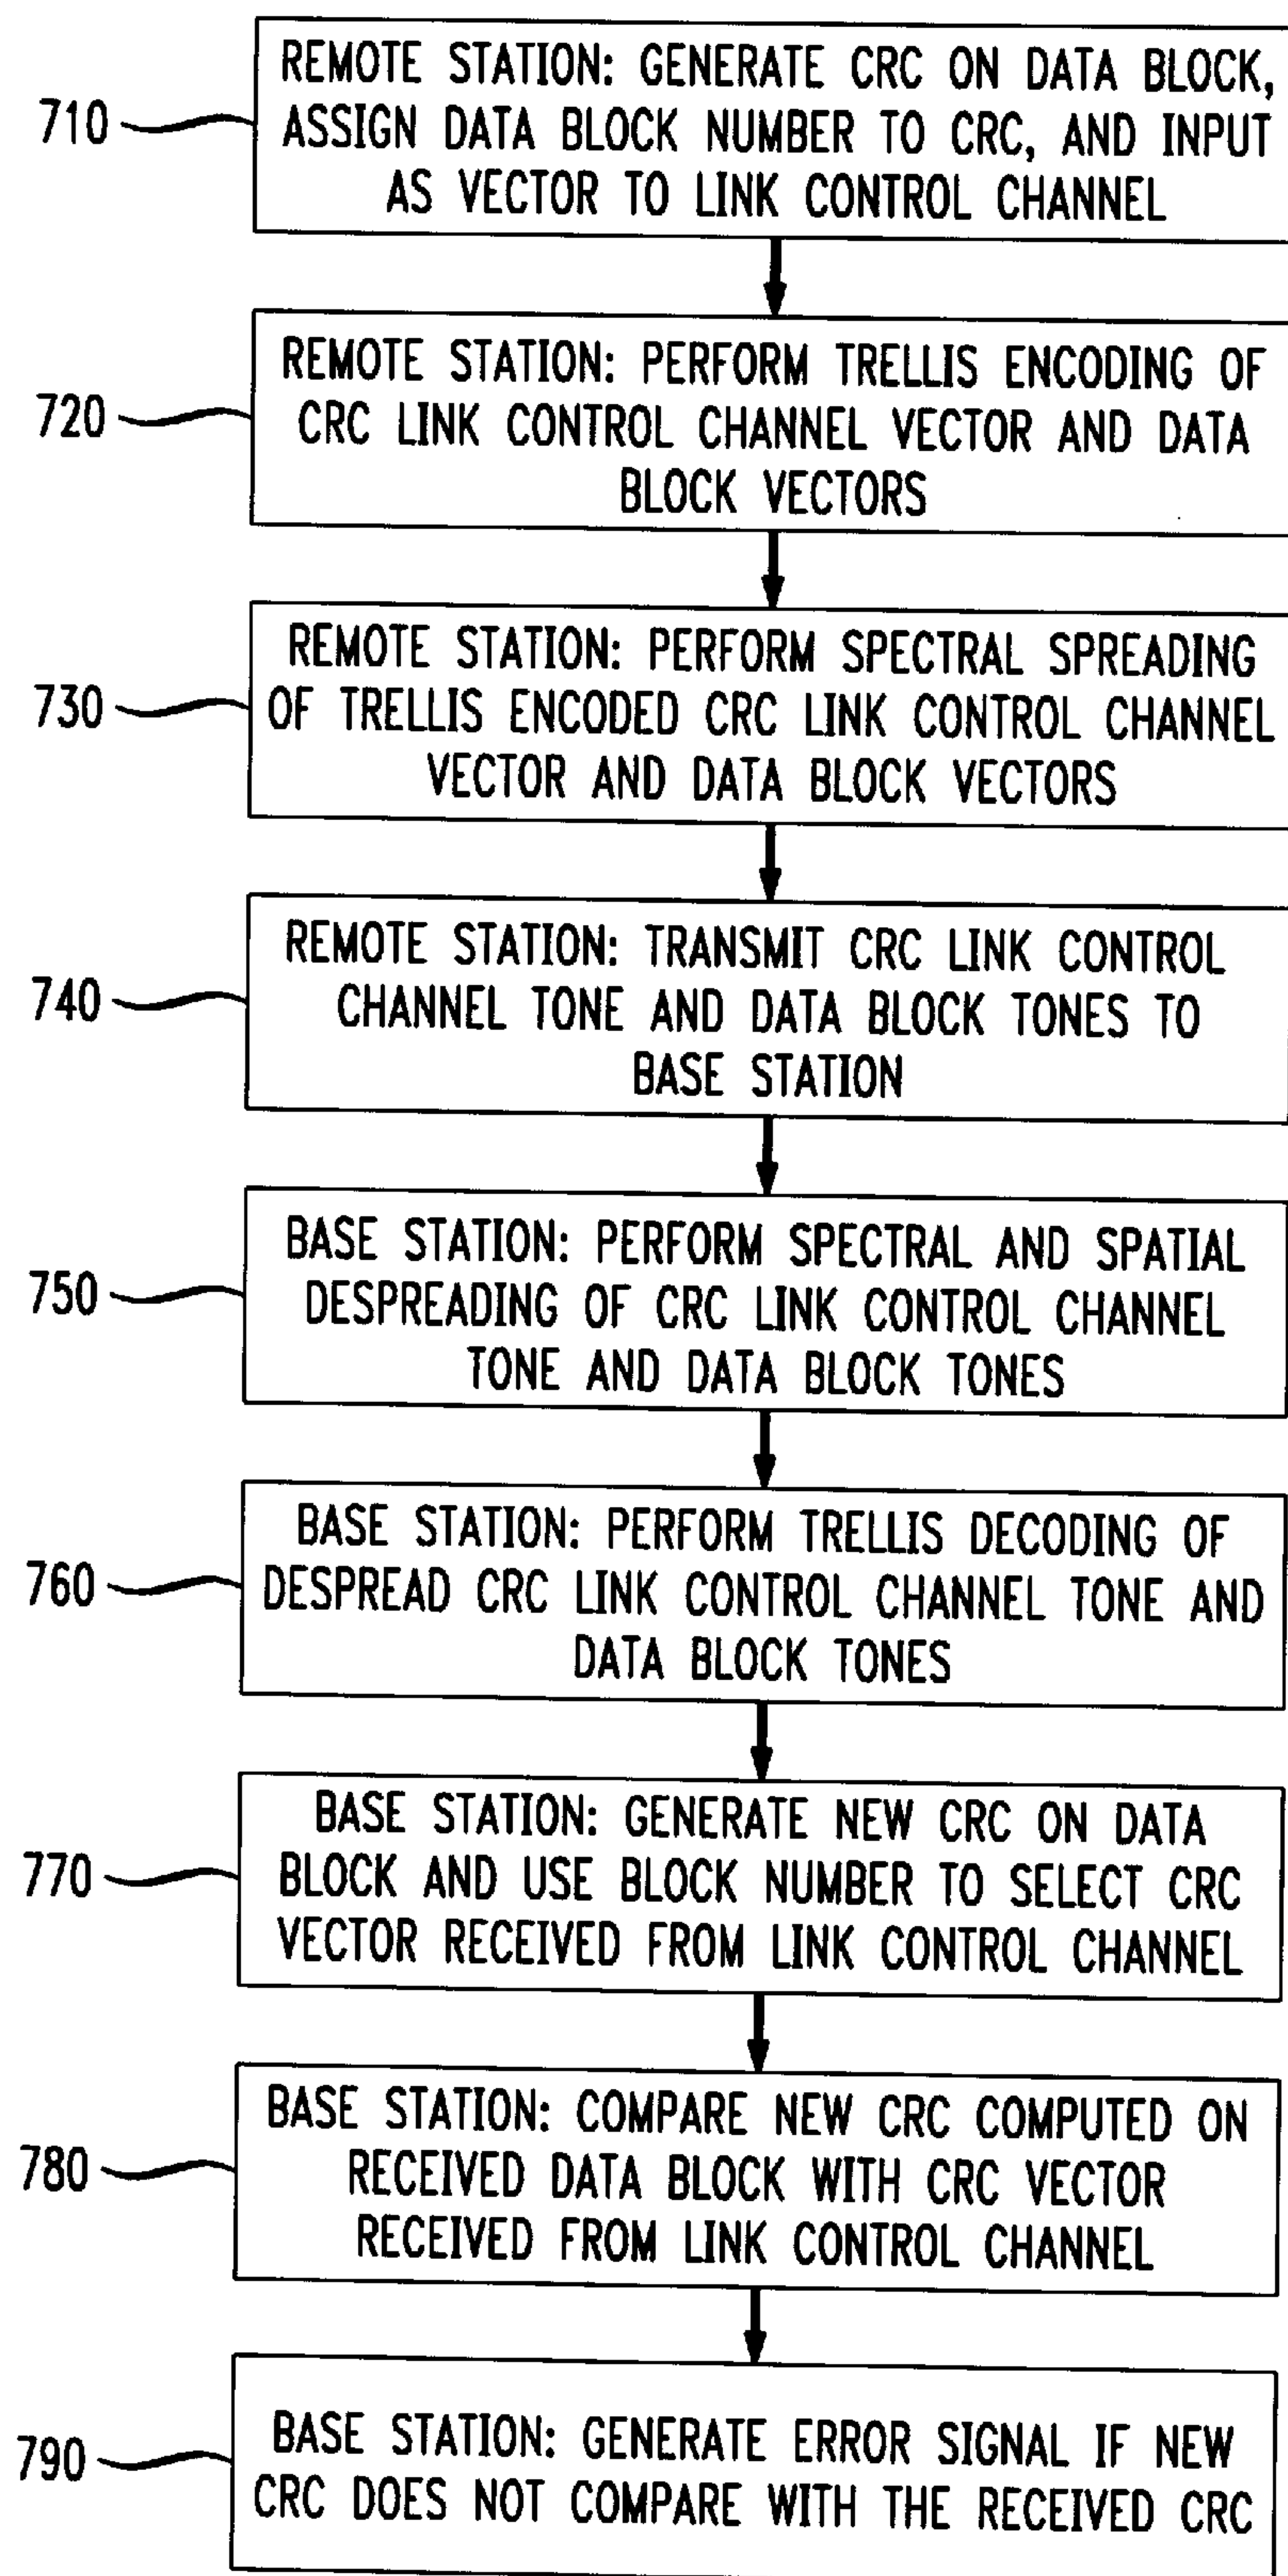 REMOTE STATION: GENERATE CRC ON DATA BLOCK,
710
ASSIGN DATA BLOCK NUMBER TO CRC, AND INPUT
AS VECTOR TO LINK CONTROL CHANNEL
REMOTE STATION: PERFORM TRELLIS ENCODING OF
720
CRC LINK CONTROL CHANNEL VECTOR AND DATA
BLOCK VECTORS
REMOTE STATION: PERFORM SPECTRAL SPREADING
730
OF TRELLIS ENCODED CRC LINK CONTROL CHANNEL
VECTOR AND DATA BLOCK VECTORS
REMOTE STATION: TRANSMIT CRC LINK CONTROL
740
CHANNEL TONE AND DATA BLOCK TONES TO
BASE STATION
BASE STATION: PERFORM SPECTRAL AND SPATIAL
750
DESPREADING OF CRC LINK CONTROL CHANNEL
TONE AND DATA BLOCK TONES
BASE STATION: PERFORM TRELLIS DECODING OF
760
DESPREAD CRC LINK CONTROL CHANNEL TONE AND
DATA BLOCK TONES
BASE STATION: GENERATE NEW CRC ON DATA
770
BLOCK AND USE BLOCK NUMBER TO SELECT CRC
VECTOR RECEIVED FROM LINK CONTROL CHANNEL
BASE STATION: COMPARE NEW CRC COMPUTED ON
780
RECEIVED DATA BLOCK WITH CRC VECTOR
RECEIVED FROM LINK CONTROL CHANNEL
790
BASE STATION: GENERATE ERROR SIGNAL IF NEW
CRC DOES NOT COMPARE WITH THE RECEIVED CRC